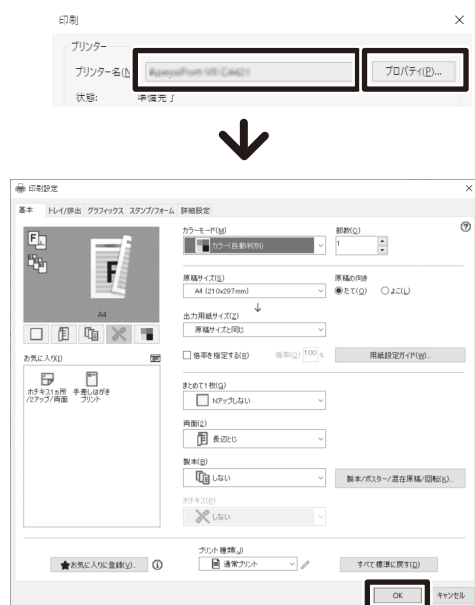 印刷
プリンター
プリンター名(N
プロパティ(P)...
状態: 準備完了
印刷設定
基本 トレイ/排出 グラフィックス スタンプ/フォーム 詳細設定
カラーモード(M)
カラー(自動判別)
部数(C)
1
原稿サイズ(S)
A4 (210x297mm)
原稿の向き
たて(O) よこ(L)
A4
出力用紙サイズ(Z)
原稿サイズと同じ
お気に入り(I)
倍率を指定する(R) 倍率(G) 100 %
用紙設定ガイド(W)...
ホチキス1ヵ所/2アップ/両面
手差しはがきプリント
まとめて1枚(G)
Nアップしない
両面(2)
長辺とじ
製本(B)
しない
製本/ポスター/混在原稿/回転(K)...
ホチキス(P)
しない
プリント種類(J)
お気に入りに登録(V)...
通常プリント
すべて標準に戻す(D)
OK
キャンセル